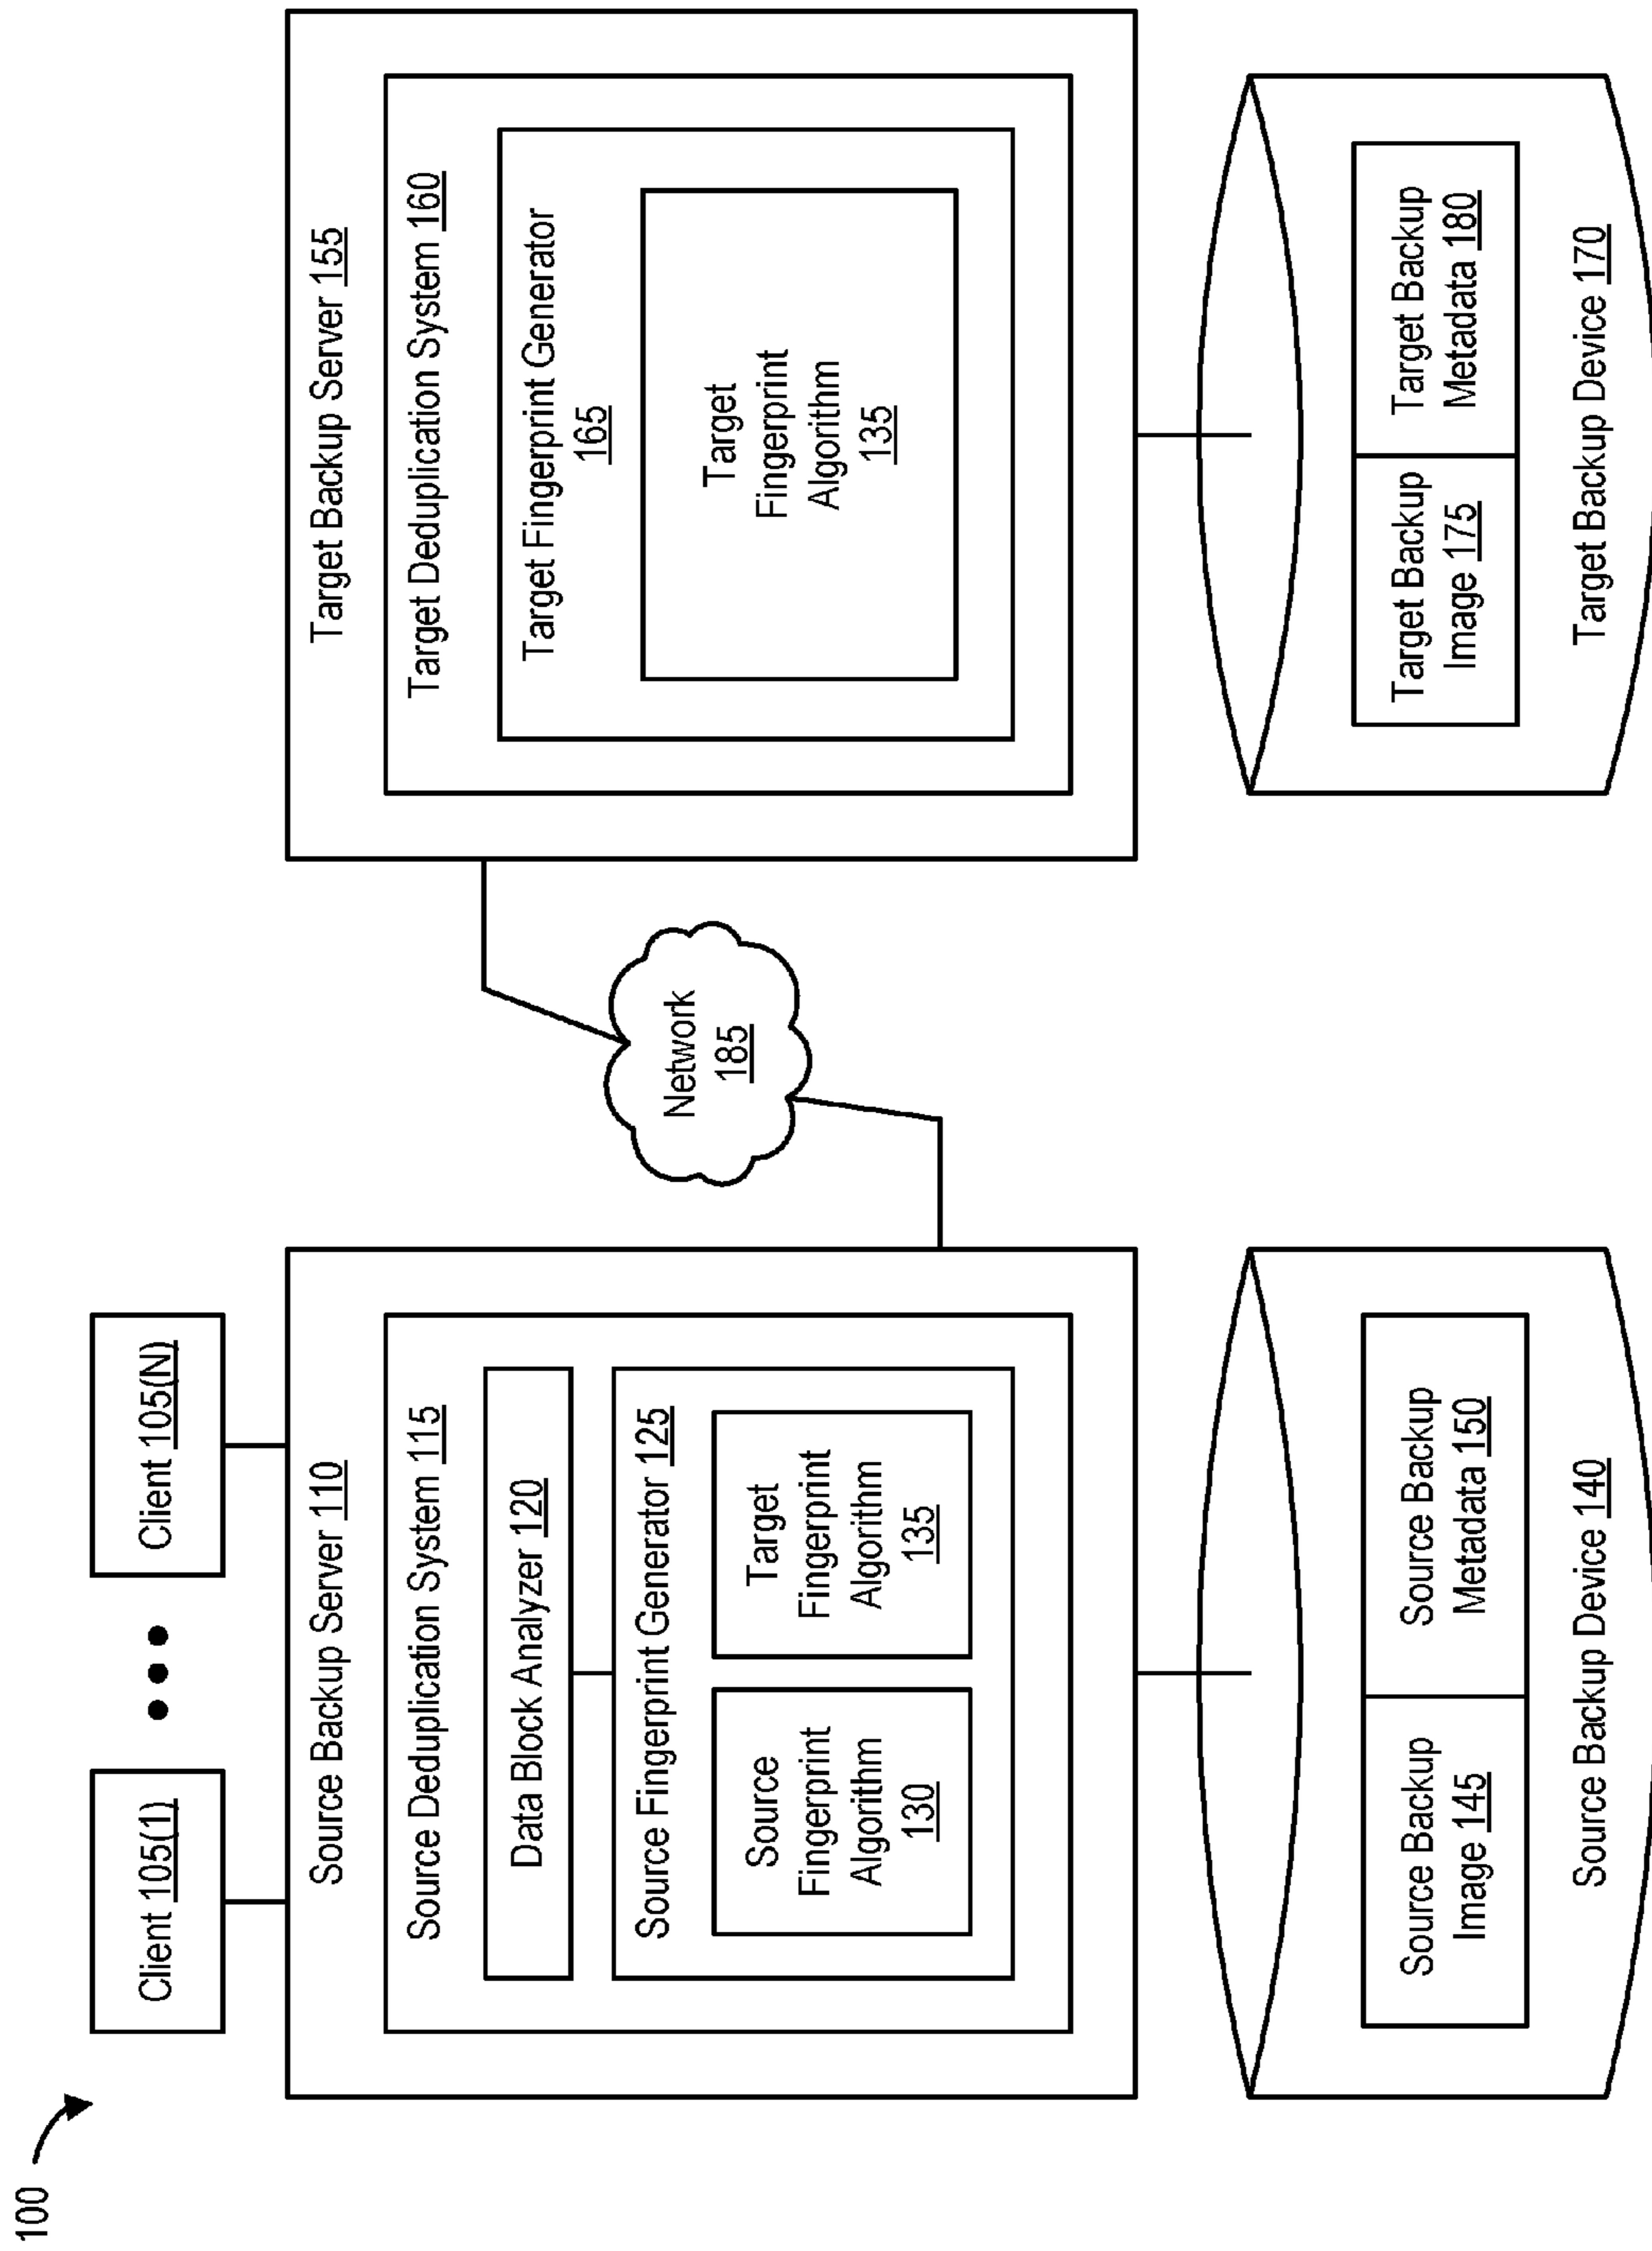 100
Client 105(1)
Client 105(N)
Source Backup Server 110
Source Deduplication System 115
Data Block Analyzer 120
Source Fingerprint Generator 125
Source
Fingerprint
Algorithm
130
Target
Fingerprint
Algorithm
135
Source Backup
Image 145
Source Backup
Metadata 150
Source Backup Device 140
Network
185
Target Backup Server 155
Target Deduplication System 160
Target Fingerprint Generator
165
Target
Fingerprint
Algorithm
135
Target Backup
Image 175
Target Backup
Metadata 180
Target Backup Device 170